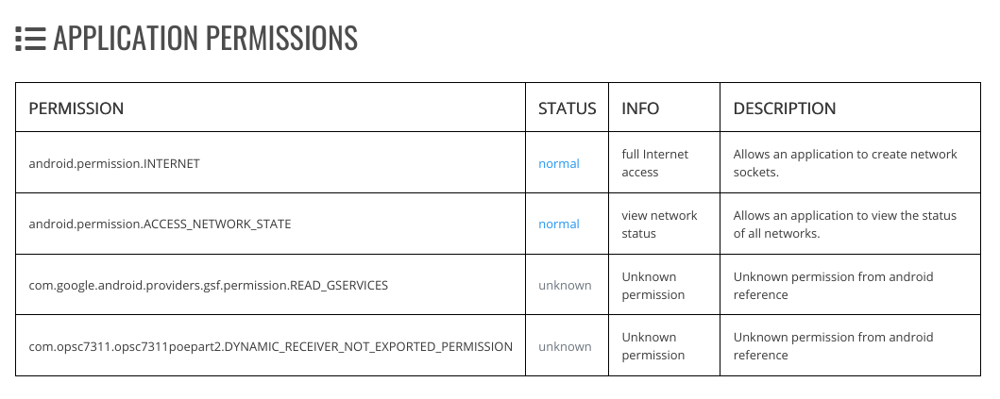 APPLICATION PERMISSIONS
PERMISSION STATUS INFO DESCRIPTION
android.permission.INTERNET normal full Internet access Allows an application to create network sockets.
android.permission.ACCESS_NETWORK_STATE normal view network status Allows an application to view the status of all networks.
com.google.android.providers.gsf.permission.READ_GSERVICES unknown Unknown permission Unknown permission from android reference
com.opsc7311.opsc7311poepart2.DYNAMIC_RECEIVER_NOT_EXPORTED_PERMISSION unknown Unknown permission Unknown permission from android reference